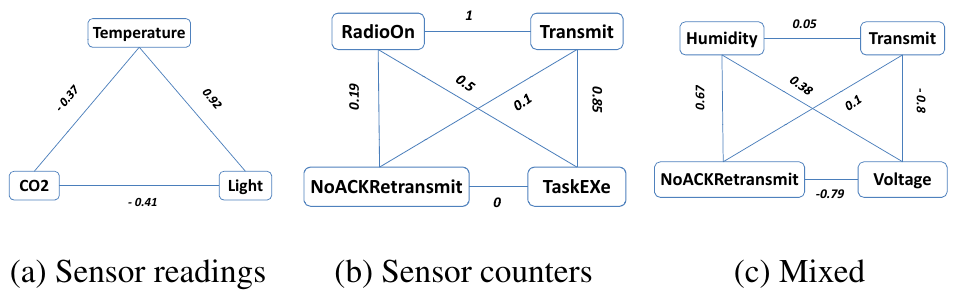 Temperature
- 0.37
0.92
CO2
Light
- 0.41
(a) Sensor readings
1
RadioOn
Transmit
0.19
0.5
0.1
0.85
NoACKRetransmit
TaskEXe
0
(b) Sensor counters
0.05
Humidity
Transmit
0.67
0.38
0.1
- 0.8
NoACKRetransmit
Voltage
-0.79
(c) Mixed